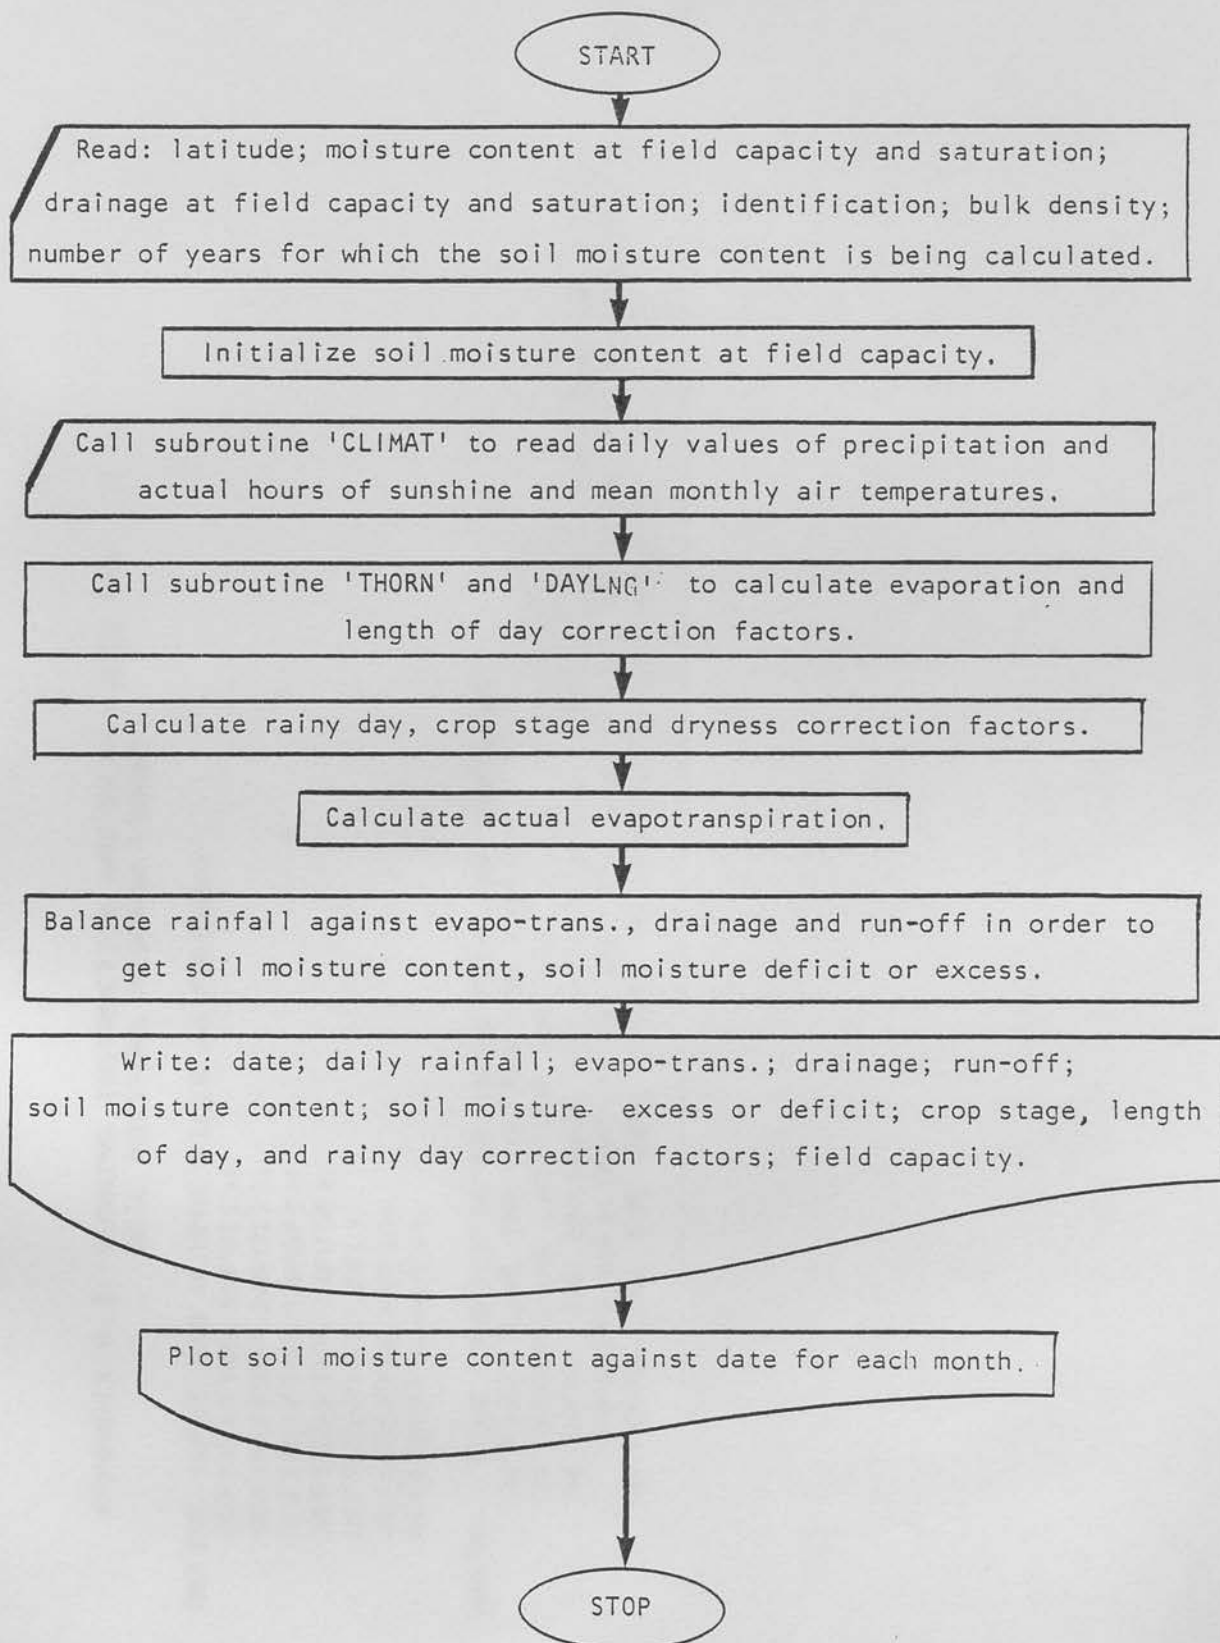 START
Read: latitude; moisture content at field capacity and saturation;
drainage at field capacity and saturation; identification; bulk density;
number of years for which the soil moisture content is being calculated.
Initialize soil moisture content at field capacity.
Call subroutine 'CLIMAT' to read daily values of precipitation and
actual hours of sunshine and mean monthly air temperatures.
Call subroutine 'THORN' and 'DAYLNG' to calculate evaporation and
length of day correction factors.
Calculate rainy day, crop stage and dryness correction factors.
Calculate actual evapotranspiration.
Balance rainfall against evapo-trans., drainage and run-off in order to
get soil moisture content, soil moisture deficit or excess.
Write: date; daily rainfall; evapo-trans.; drainage; run-off;
soil moisture content; soil moisture- excess or deficit; crop stage, length
of day, and rainy day correction factors; field capacity.
Plot soil moisture content against date for each month.
STOP